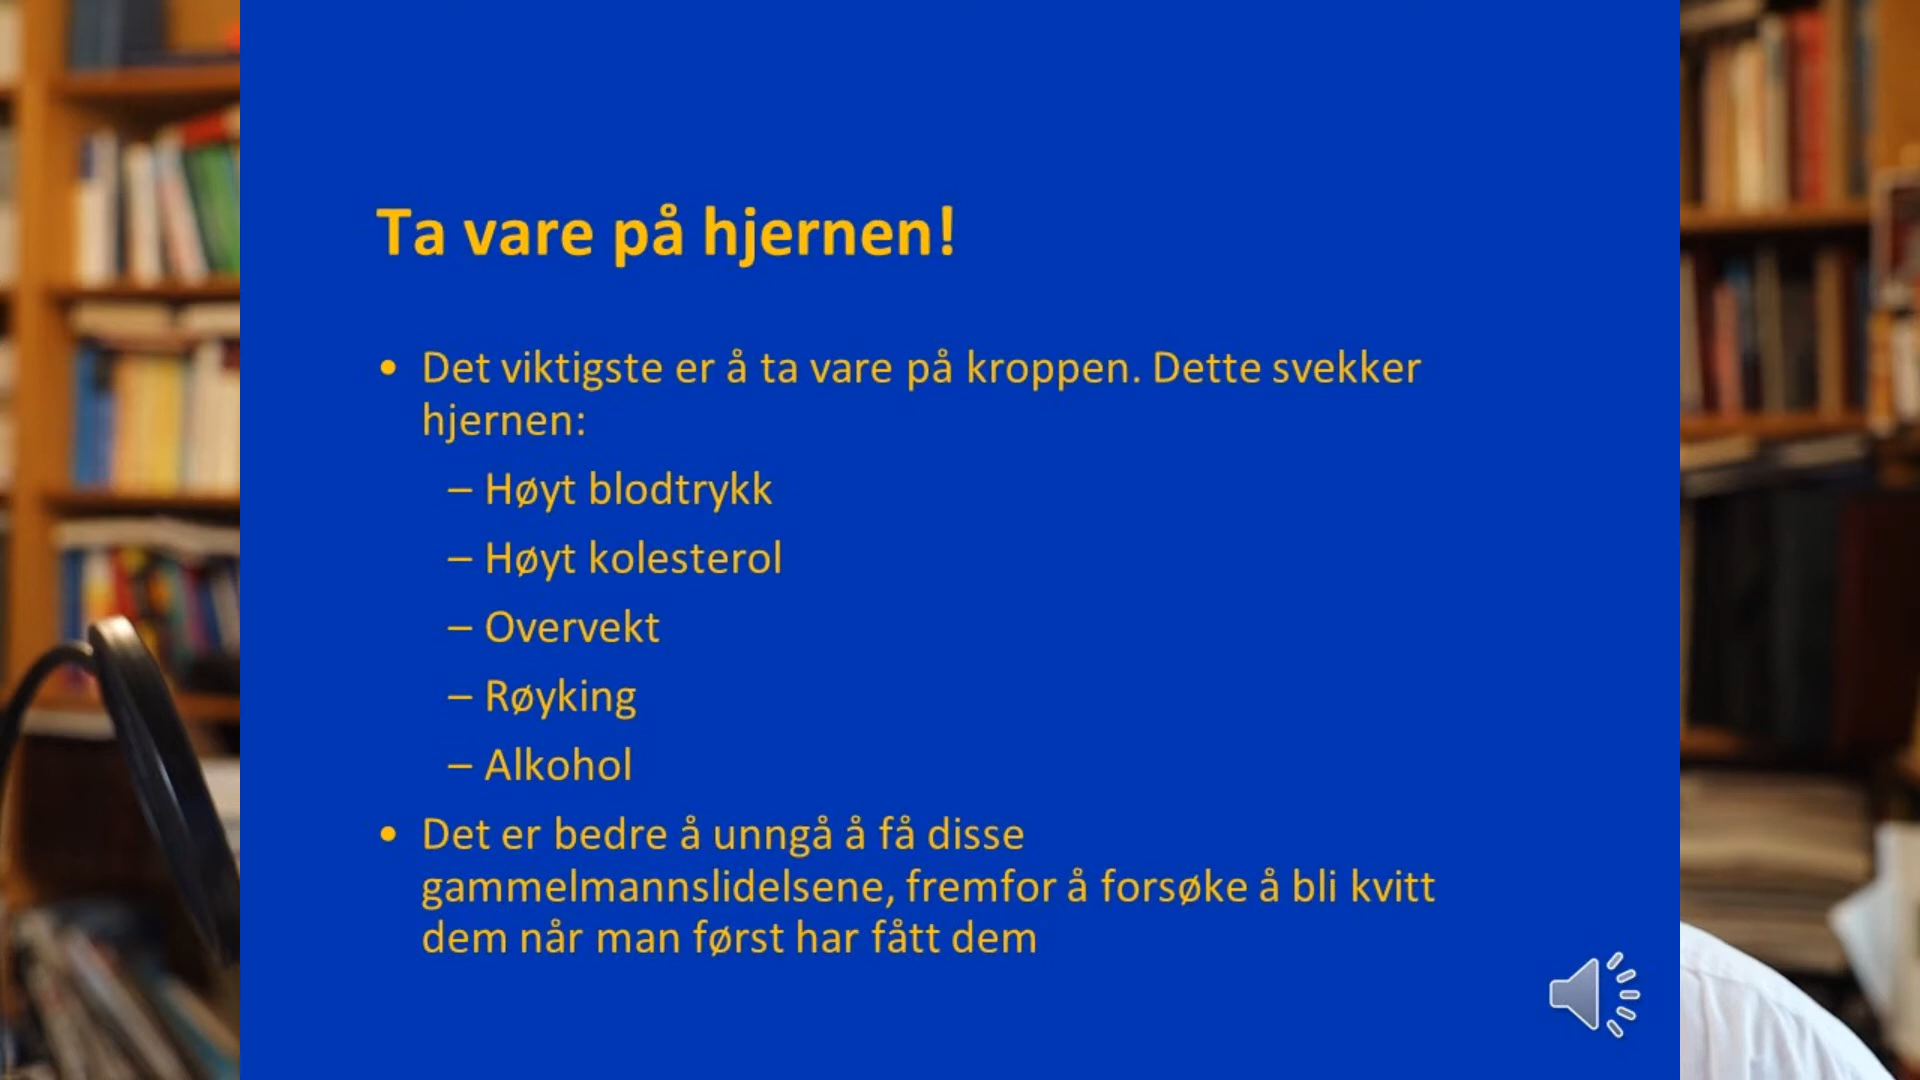 Ta vare på hjernen!
• Det viktigste er å ta vare på kroppen. Dette svekker
hjernen:
– Høyt blodtrykk
– Høyt kolesterol
– Overvekt
– Røyking
– Alkohol
• Det er bedre å unngå å få disse
gammelmannslidelsene, fremfor å forsøke å bli kvitt
dem når man først har fått dem